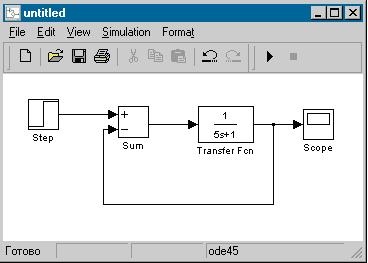 untitled
File Edit View Simulation Format
+
−
1
5s+1
Step
Sum
Transfer Fcn
Scope
Готово ode45